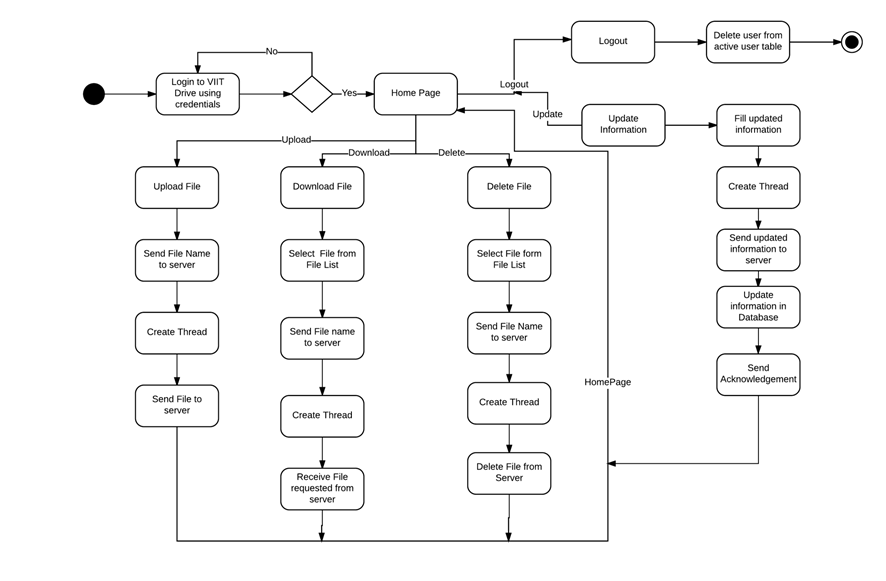 Logout
Delete user from
active user table
No
Login to VIIT
Drive using
credentials
Yes
Home Page
Logout
Update
Update
Information
Fill updated
information
Upload
Download
Delete
Upload File
Download File
Delete File
Create Thread
Send File Name
to server
Select  File from
File List
Select File form
File List
Send updated
information to
server
Update
information in
Database
Create Thread
Send File name
to server
Send File Name
to server
Send
Acknowledgement
HomePage
Send File to
server
Create Thread
Create Thread
Receive File
requested from
server
Delete File from
Server